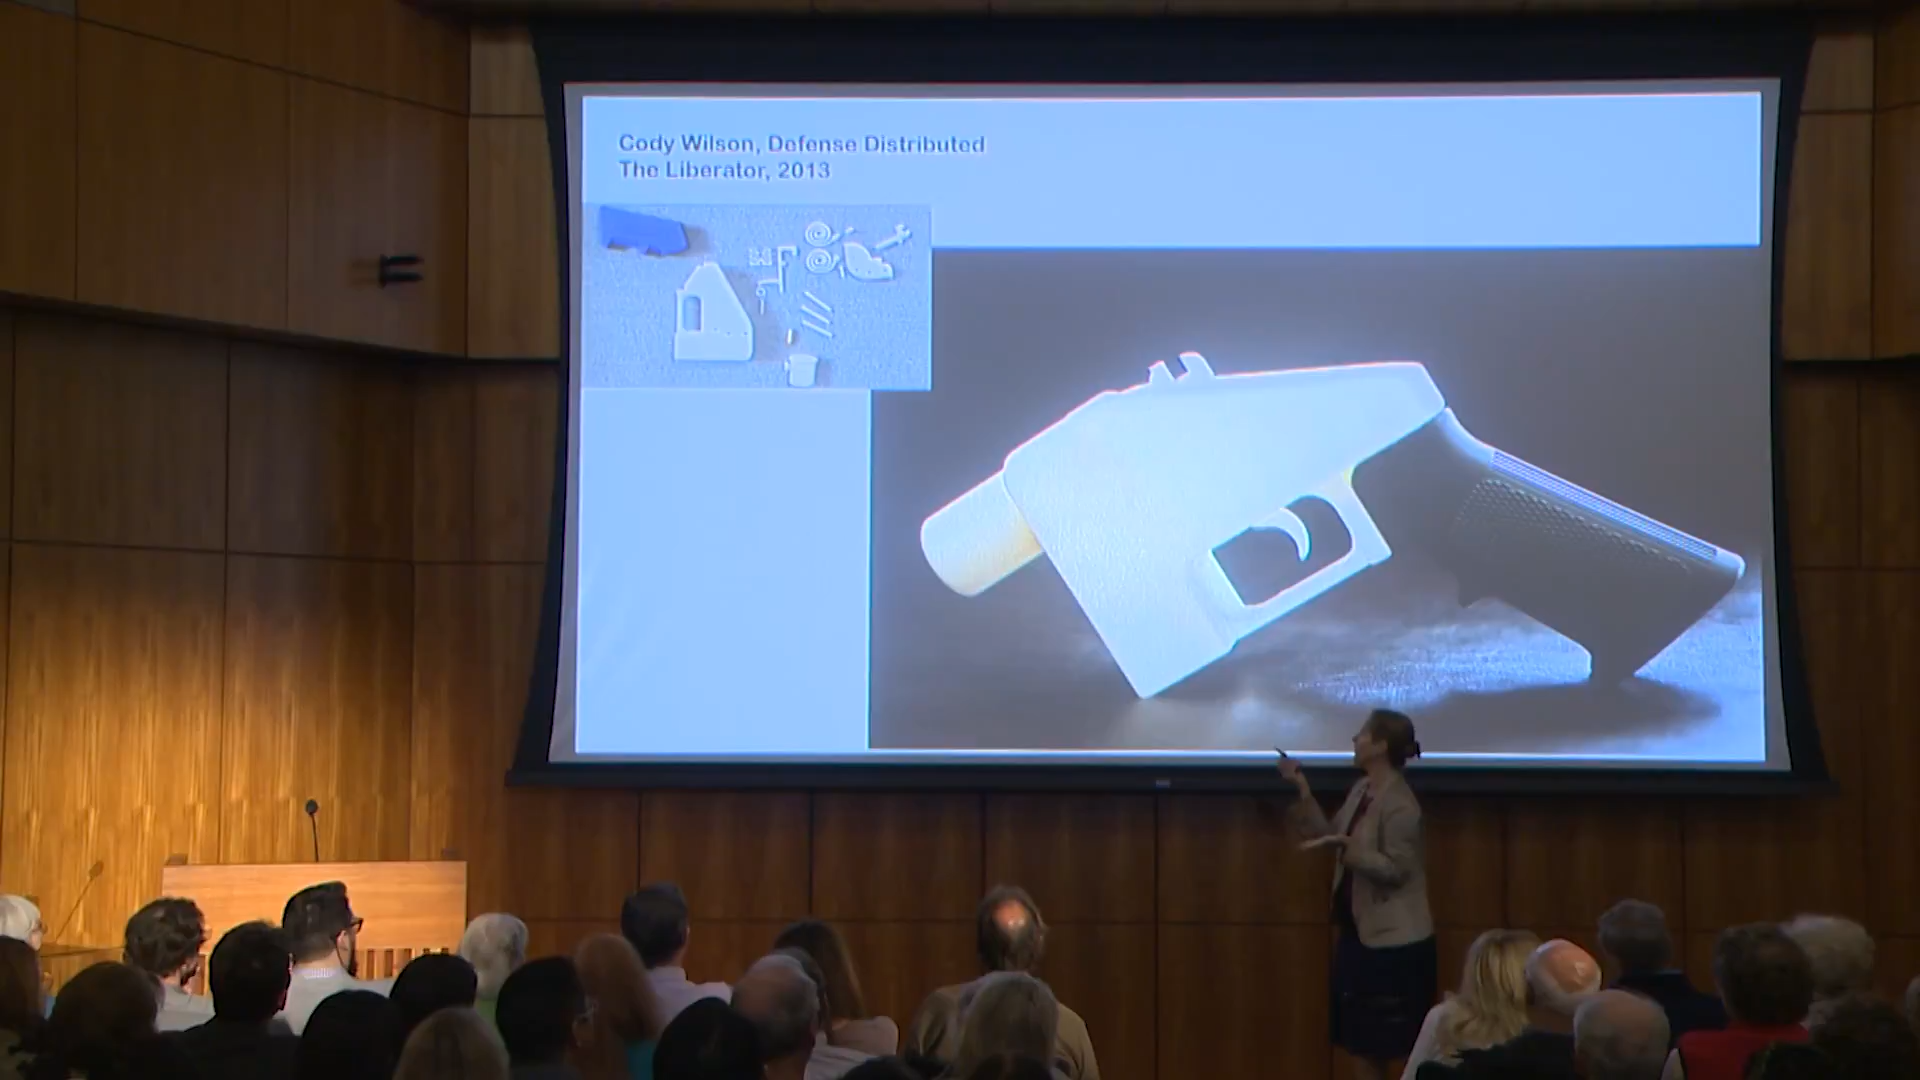 Cody Wilson, Defense Distributed
The Liberator, 2013